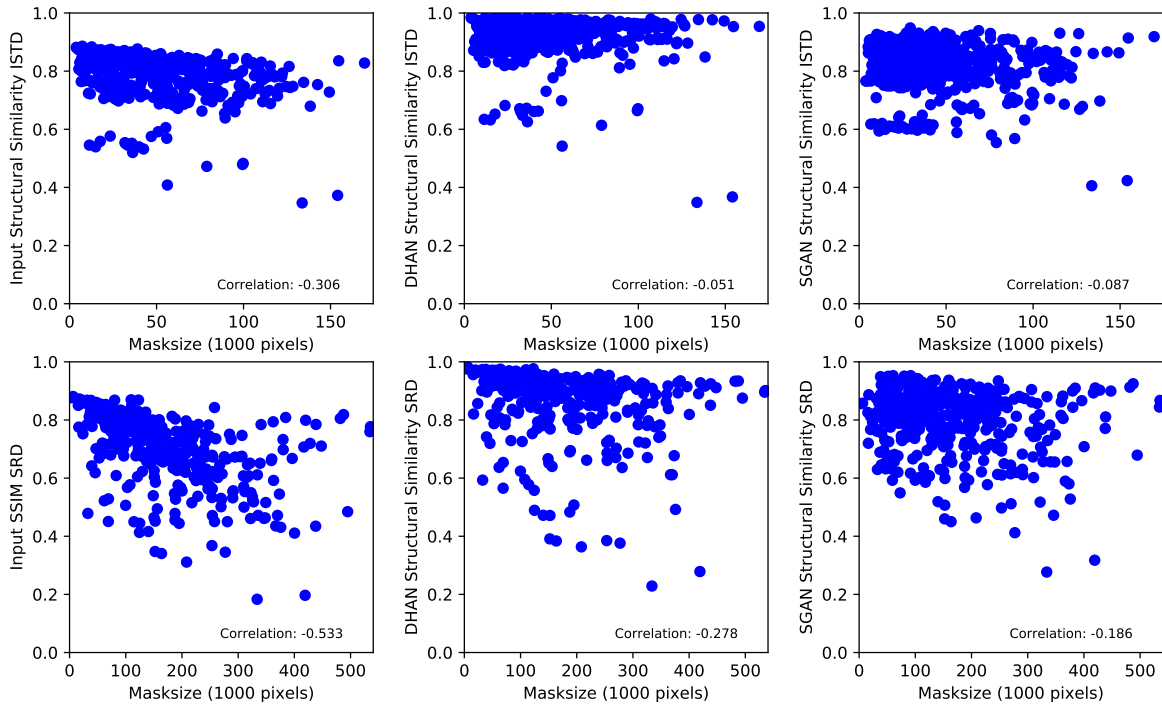 Input Structural Similarity ISTD
1.0
0.8
0.6
0.4
0.2
0.0
Correlation: -0.306
0 50 100 150
Masksize (1000 pixels)
DHAN Structural Similarity ISTD
1.0
0.8
0.6
0.4
0.2
0.0
Correlation: -0.051
0 50 100 150
Masksize (1000 pixels)
SGAN Structural Similarity ISTD
1.0
0.8
0.6
0.4
0.2
0.0
Correlation: -0.087
0 50 100 150
Masksize (1000 pixels)
Input SSIM SRD
1.0
0.8
0.6
0.4
0.2
0.0
Correlation: -0.533
0 100 200 300 400 500
Masksize (1000 pixels)
DHAN Structural Similarity SRD
1.0
0.8
0.6
0.4
0.2
0.0
Correlation: -0.278
0 100 200 300 400 500
Masksize (1000 pixels)
SGAN Structural Similarity SRD
1.0
0.8
0.6
0.4
0.2
0.0
Correlation: -0.186
0 100 200 300 400 500
Masksize (1000 pixels)